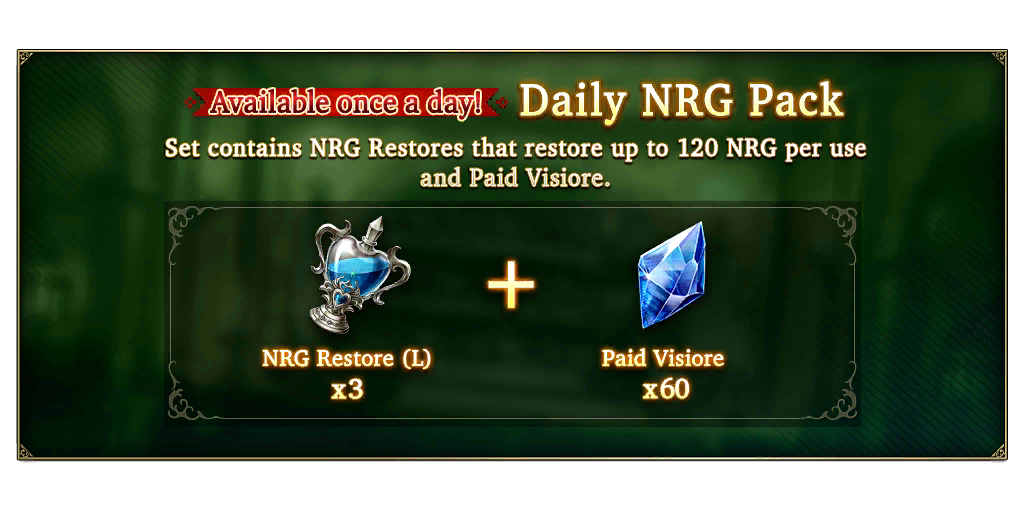 Available once a day! Daily NRG Pack
Set contains NRG Restores that restore up to 120 NRG per use
and Paid Visiore.
NRG Restore (L)
x3
+
Paid Visiore
x60